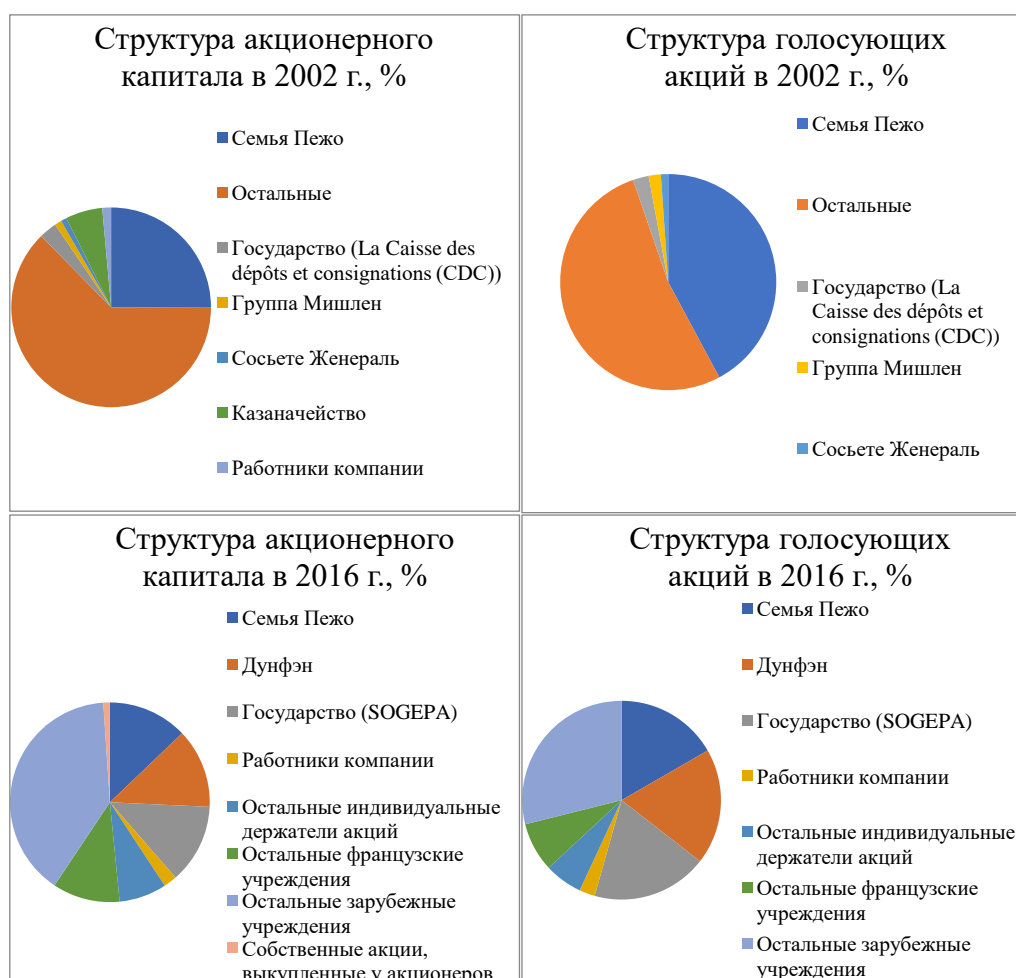 Структура акционерного
капитала в 2002 г., %
Семья Пежо
Остальные
Государство (La Caisse des
dépôts et consignations (CDC))
Группа Мишлен
Сосьете Женераль
Казаначейство
Работники компании
Структура голосующих
акций в 2002 г., %
Семья Пежо
Остальные
Государство (La
Caisse des dépôts et
consignations (CDC))
Группа Мишлен
Сосьете Женераль
Структура акционерного
капитала в 2016 г., %
Семья Пежо
Дунфэн
Государство (SOGEPA)
Работники компании
Остальные индивидуальные
держатели акций
Остальные французские
учреждения
Остальные зарубежные
учреждения
Собственные акции,
выкупленные у акционеров
Структура голосующих
акций в 2016 г., %
Семья Пежо
Дунфэн
Государство (SOGEPA)
Работники компании
Остальные индивидуальные
держатели акций
Остальные французские
учреждения
Остальные зарубежные
учреждения